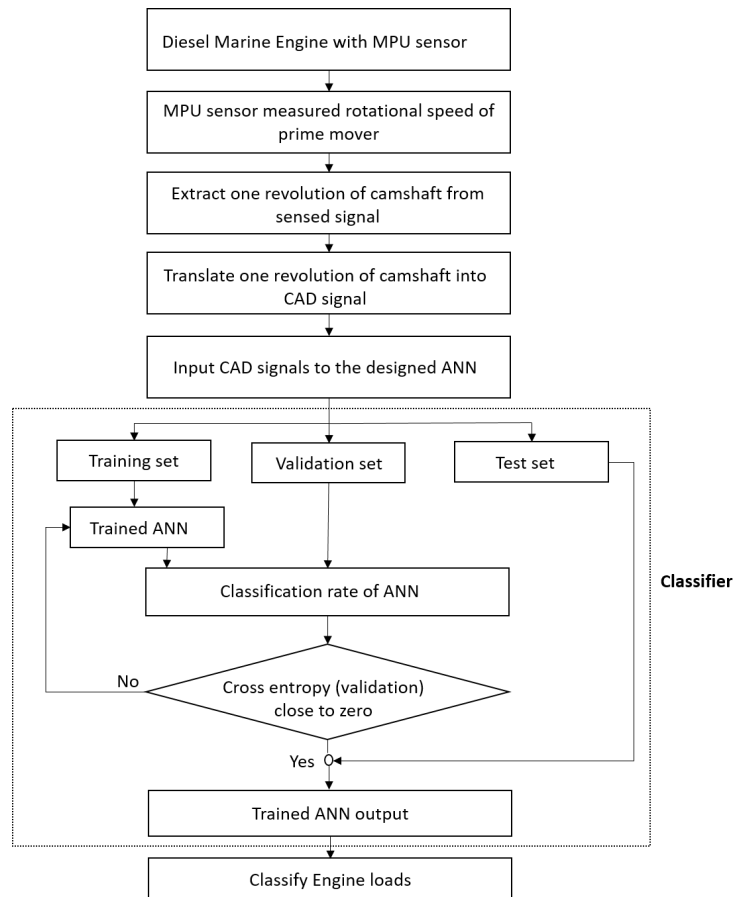 Diesel Marine Engine with MPU sensor
MPU sensor measured rotational speed of
prime mover
Extract one revolution of camshaft from
sensed signal
Translate one revolution of camshaft into
CAD signal
Input CAD signals to the designed ANN
Training set
Validation set
Test set
Trained ANN
Classification rate of ANN
Classifier
No
Cross entropy (validation)
close to zero
Yes
Trained ANN output
Classify Engine loads